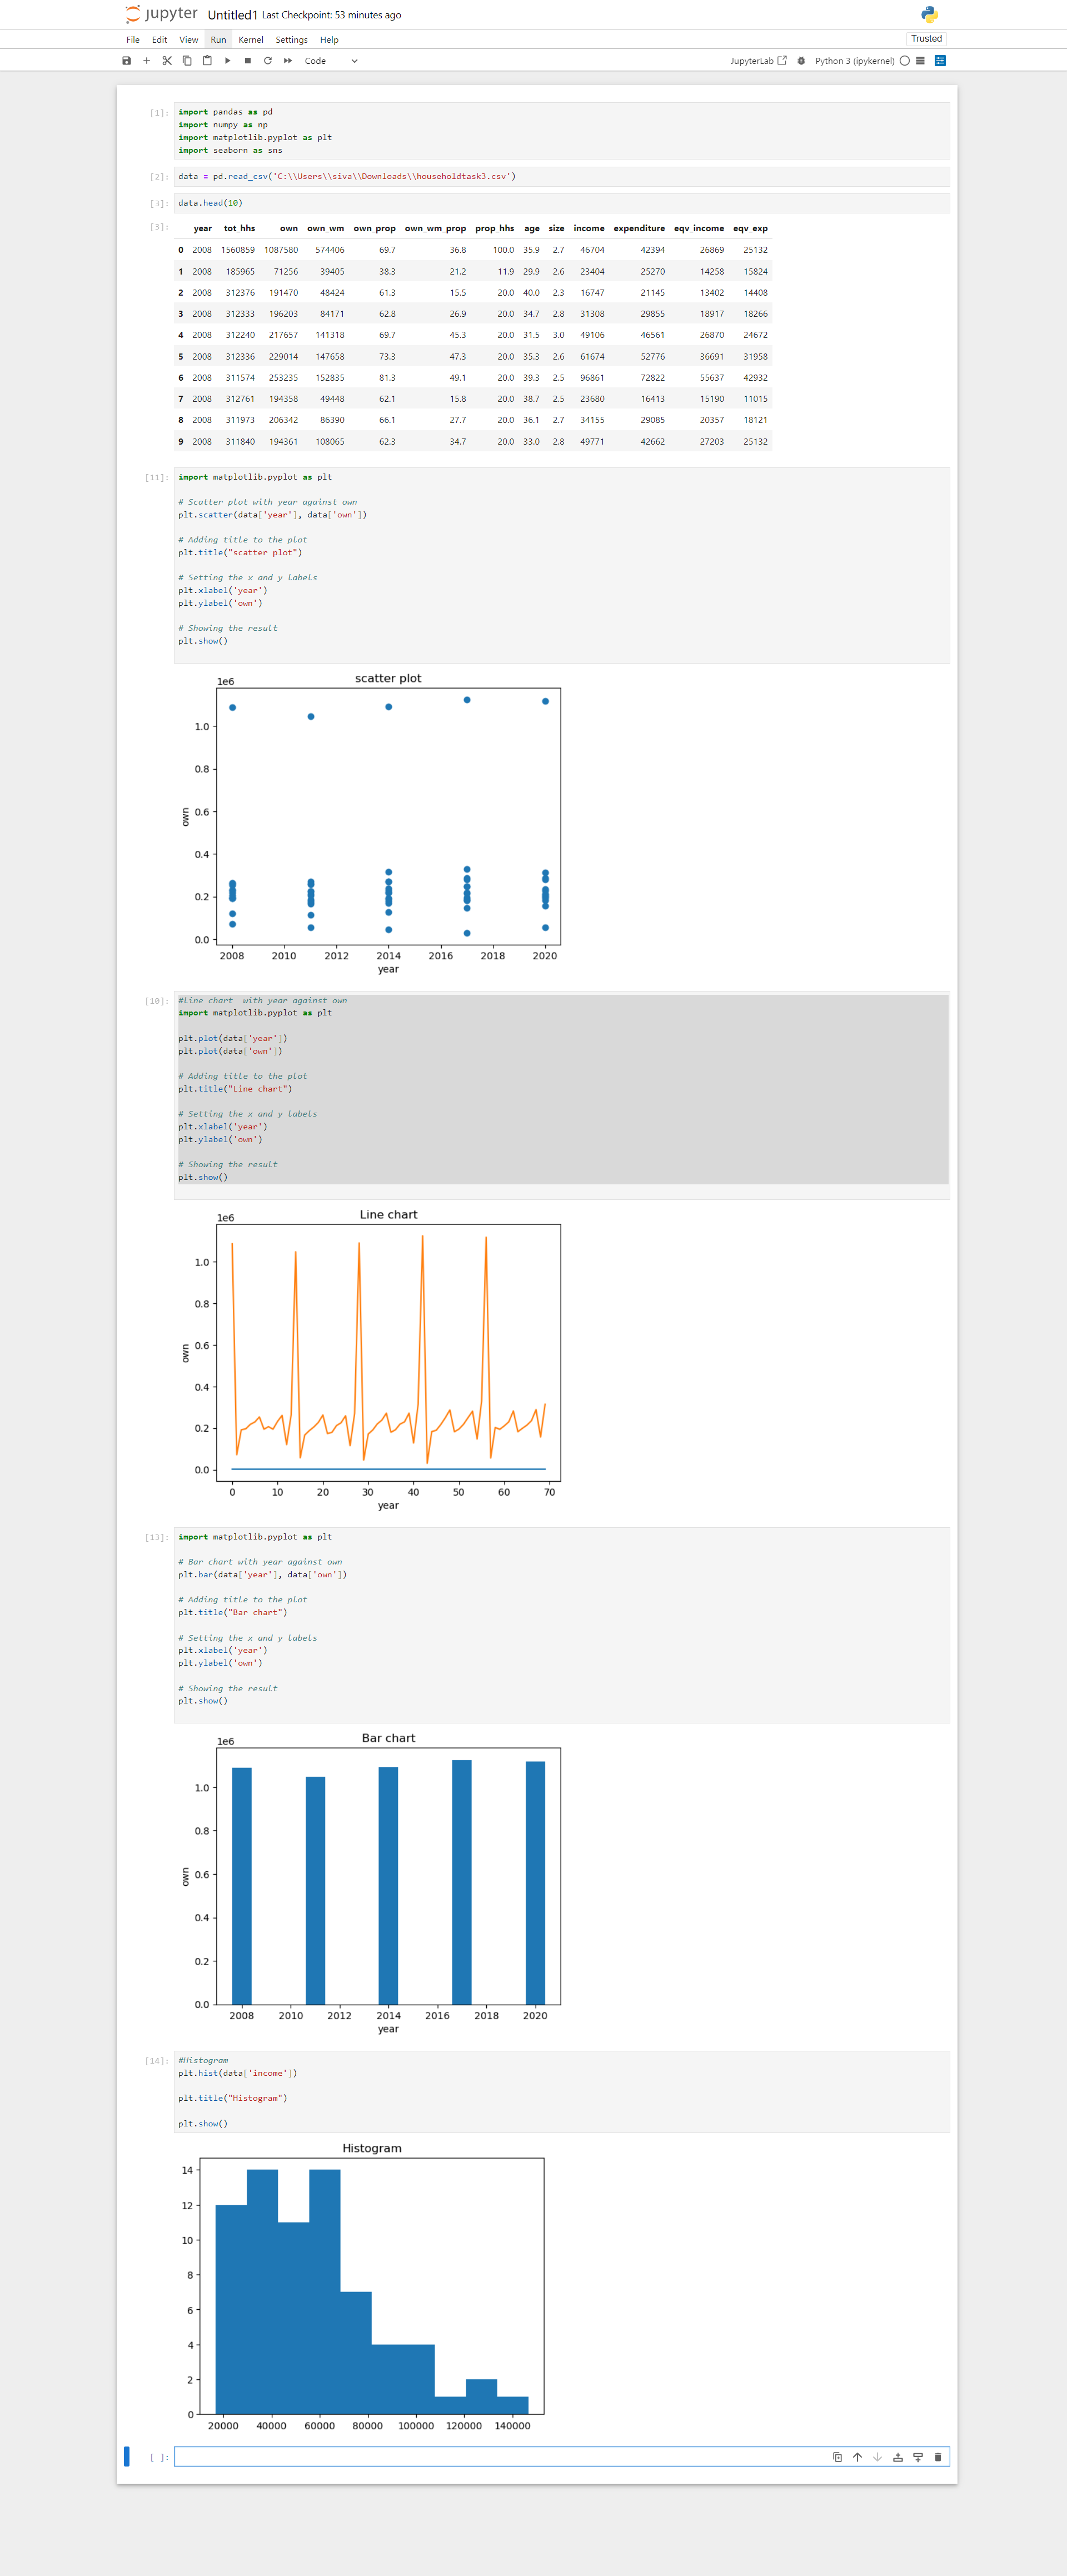 jupyter Untitled1 Last Checkpoint: 53 minutes ago
File Edit View Run Kernel Settings Help
Trusted
Code
JupyterLab Python 3 (ipykernel)
[1]: import pandas as pd
import numpy as np
import matplotlib.pyplot as plt
import seaborn as sns
[2]: data = pd.read_csv('C:\\Users\\siva\\Downloads\\householdtask3.csv')
[3]: data.head(10)
[3]: year tot_hhs own own_wm own_prop own_wm_prop prop_hhs age size income expenditure eqv_income eqv_exp
0 2008 1560859 1087580 574406 69.7 36.8 100.0 35.9 2.7 46704 42394 26869 25132
1 2008 185965 71256 39405 38.3 21.2 11.9 29.9 2.6 23404 25270 14258 15824
2 2008 312376 191470 48424 61.3 15.5 20.0 40.0 2.3 16747 21145 13402 14408
3 2008 312333 196203 84171 62.8 26.9 20.0 34.7 2.8 31308 29855 18917 18266
4 2008 312240 217657 141318 69.7 45.3 20.0 31.5 3.0 49106 46561 26870 24672
5 2008 312336 229014 147658 73.3 47.3 20.0 35.3 2.6 61674 52776 36691 31958
6 2008 311574 253235 152835 81.3 49.1 20.0 39.3 2.5 96861 72822 55637 42932
7 2008 312761 194358 49448 62.1 15.8 20.0 38.7 2.5 23680 16413 15190 11015
8 2008 311973 206342 86390 66.1 27.7 20.0 36.1 2.7 34155 29085 20357 18121
9 2008 311840 194361 108065 62.3 34.7 20.0 33.0 2.8 49771 42662 27203 25132
[11]: import matplotlib.pyplot as plt
# Scatter plot with year against own
plt.scatter(data['year'], data['own'])
# Adding title to the plot
plt.title("scatter plot")
# Setting the x and y labels
plt.xlabel('year')
plt.ylabel('own')
# Showing the result
plt.show()
scatter plot
1e6
1.0
0.8
0.6
0.4
0.2
0.0
own
2008 2010 2012 2014 2016 2018 2020
year
[10]: #line chart  with year against own
import matplotlib.pyplot as plt
plt.plot(data['year'])
plt.plot(data['own'])
# Adding title to the plot
plt.title("Line chart")
# Setting the x and y labels
plt.xlabel('year')
plt.ylabel('own')
# Showing the result
plt.show()
Line chart
1e6
1.0
0.8
0.6
0.4
0.2
0.0
own
0 10 20 30 40 50 60 70
year
[13]: import matplotlib.pyplot as plt
# Bar chart with year against own
plt.bar(data['year'], data['own'])
# Adding title to the plot
plt.title("Bar chart")
# Setting the x and y labels
plt.xlabel('year')
plt.ylabel('own')
# Showing the result
plt.show()
Bar chart
1e6
1.0
0.8
0.6
0.4
0.2
0.0
own
2008 2010 2012 2014 2016 2018 2020
year
[14]: #Histogram
plt.hist(data['income'])
plt.title("Histogram")
plt.show()
Histogram
14
12
10
8
6
4
2
0
20000 40000 60000 80000 100000 120000 140000
[ ]: